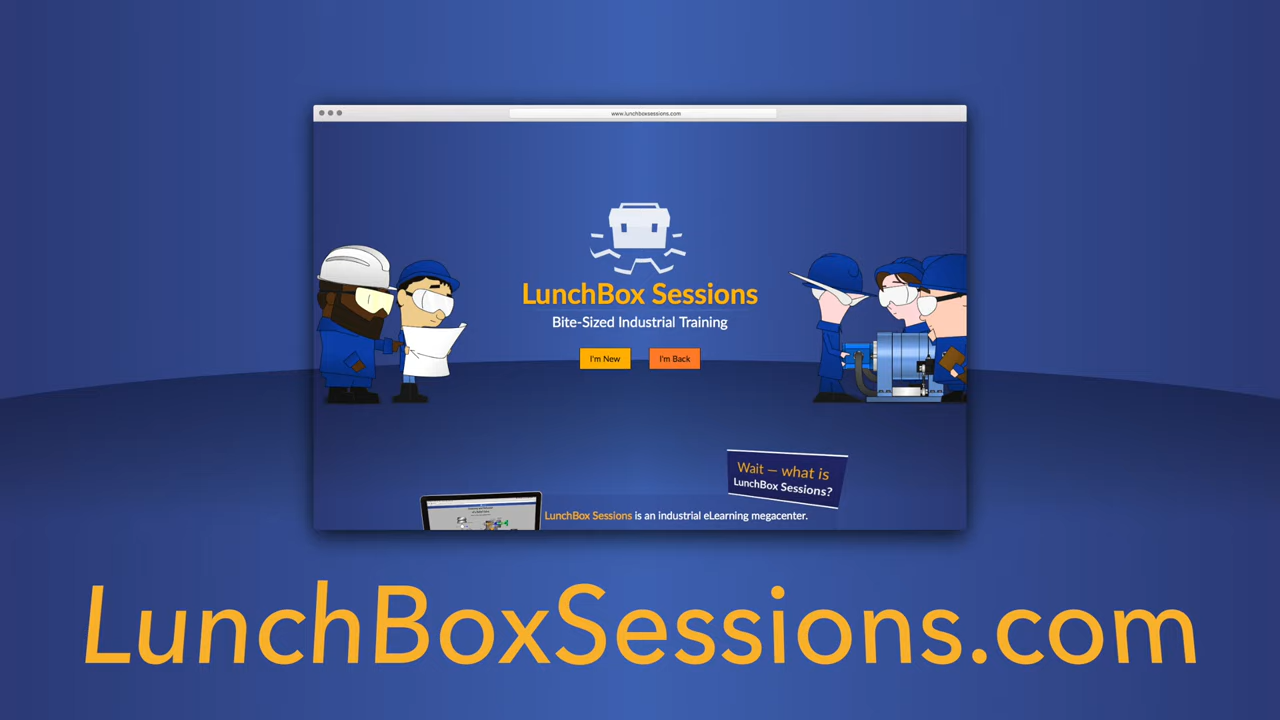 www.lunchboxsessions.com
LunchBox Sessions
Bite-Sized Industrial Training
I'm New
I'm Back
Wait — what is
LunchBox Sessions?
LunchBox Sessions is an industrial eLearning megacenter.
LunchBoxSessions.com